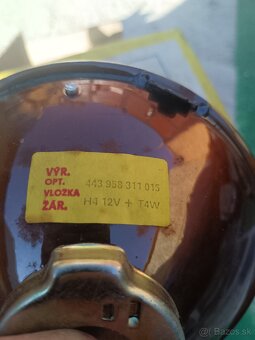 VÝR.
OPT. 443 958 311 015
VLOŽKA
ŽÁR. H4 12V + T4W
© Bazos.sk